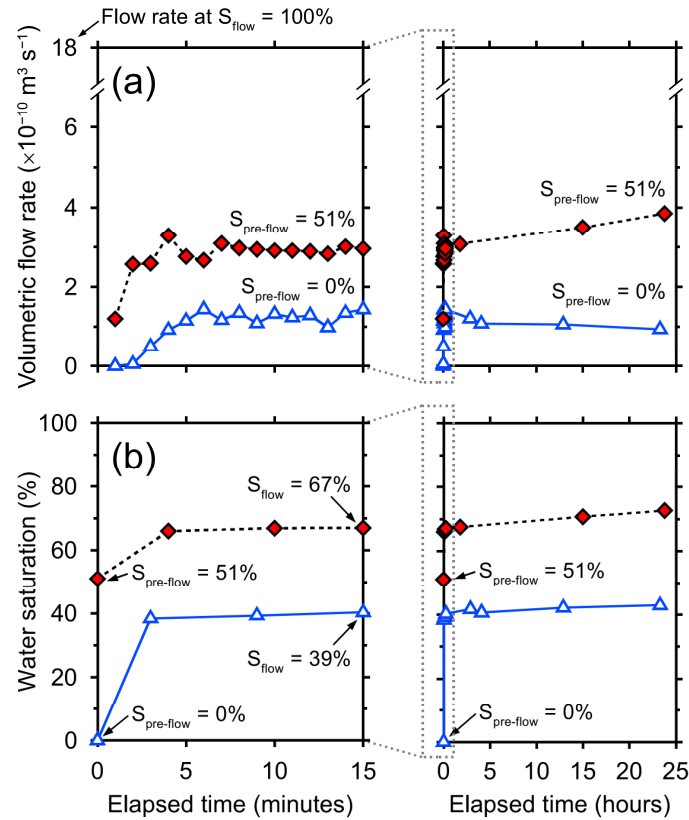 Flow rate at S_flow = 100%
Volumetric flow rate (×10⁻¹⁰ m³ s⁻¹)
(a)
18
6
4
2
0
S_pre-flow = 51%
S_pre-flow = 0%
S_pre-flow = 51%
S_pre-flow = 0%
Water saturation (%)
(b)
100
80
60
40
20
0
S_flow = 67%
S_pre-flow = 51%
S_flow = 39%
S_pre-flow = 0%
S_pre-flow = 51%
S_pre-flow = 0%
0 5 10 15
0 5 10 15 20 25
Elapsed time (minutes)
Elapsed time (hours)